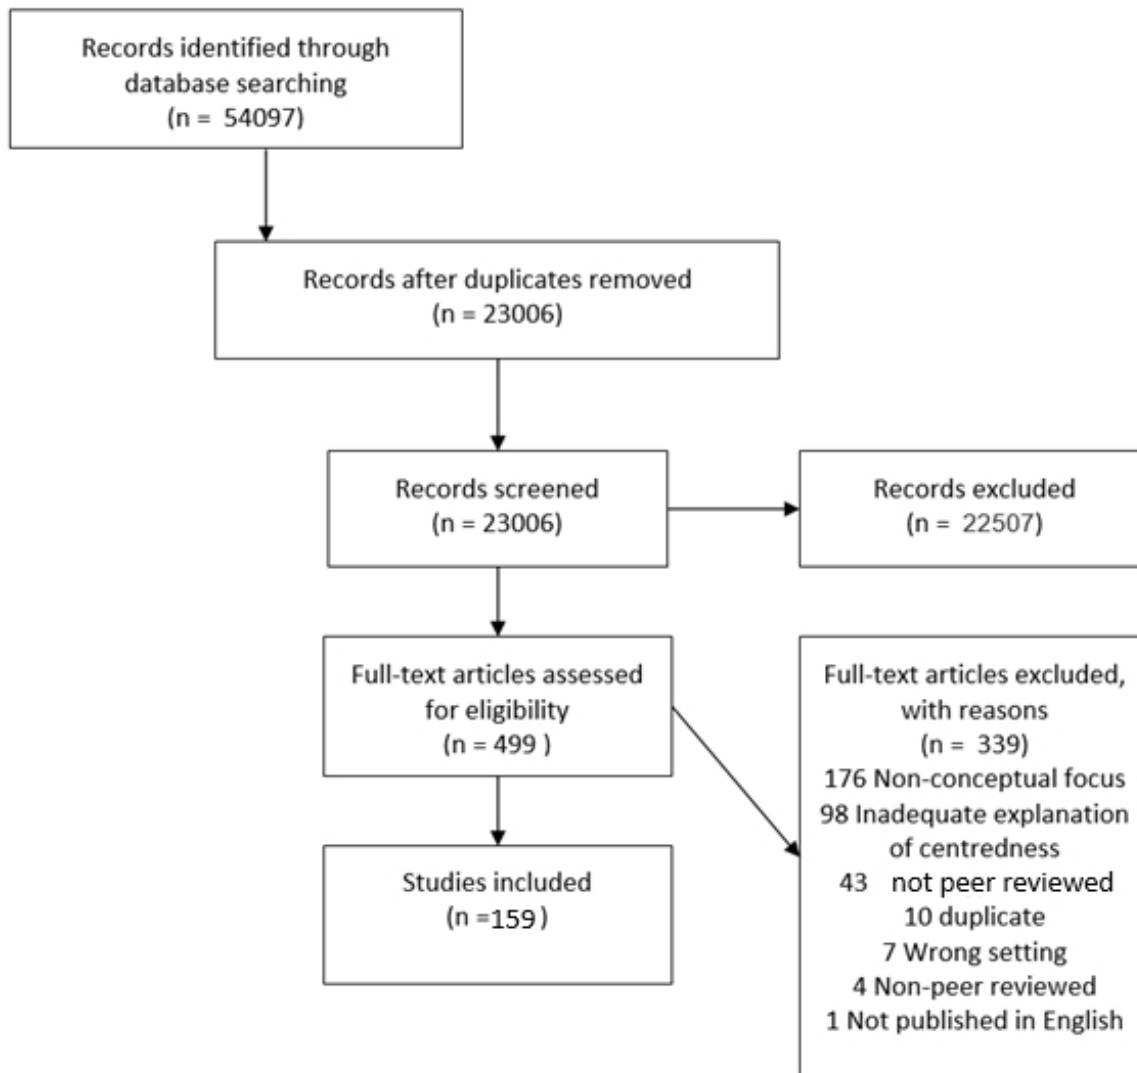 Records identified through
database searching
(n = 54097)
Records after duplicates removed
(n = 23006)
Records screened
(n = 23006)
Records excluded
(n = 22507)
Full-text articles assessed
for eligibility
(n = 499 )
Full-text articles excluded,
with reasons
(n = 339)
176 Non-conceptual focus
98 Inadequate explanation
of centredness
43 not peer reviewed
10 duplicate
7 Wrong setting
4 Non-peer reviewed
1 Not published in English
Studies included
(n =159 )